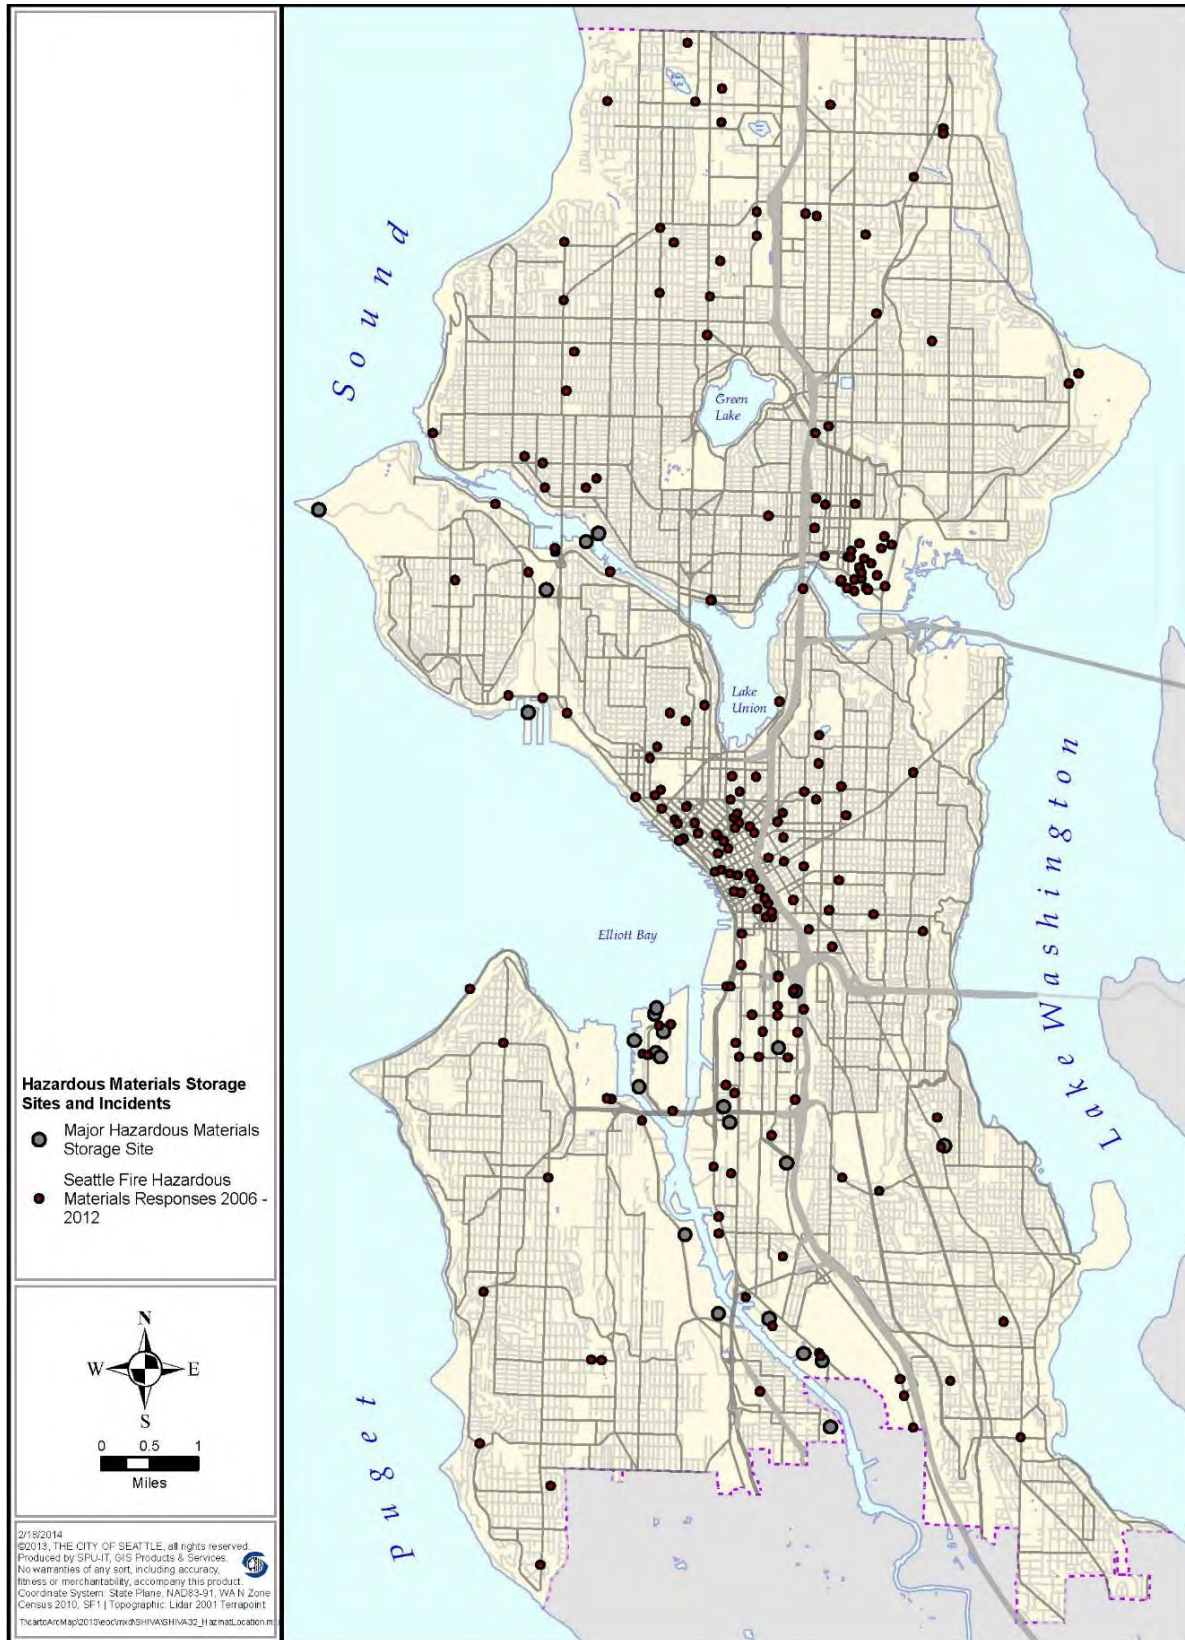 Hazardous Materials Storage
Sites and Incidents
Major Hazardous Materials
Storage Site
Seattle Fire Hazardous
Materials Responses 2006 -
2012
N
W E
S
0 0.5 1
Miles
2/18/2014
©2013, THE CITY OF SEATTLE, all rights reserved.
Produced by SPU-IT, GIS Products & Services.
No warranties of any sort, including accuracy,
fitness or merchantability, accompany this product.
Coordinate System: State Plane, NAD83-91, WA N Zone
Census 2010, SF1 | Topographic: Lidar 2001 Terrapoint
Puget Sound
Green
Lake
Lake
Union
Elliott Bay
Lake Washington